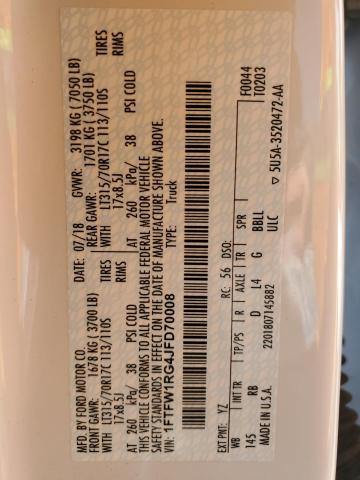 MFD. BY FORD MOTOR CO.
DATE: 07/18 GVWR: 3198 KG ( 7050 LB)
FRONT GAWR: 1678 KG ( 3700 LB) REAR GAWR: 1701 KG ( 3750 LB)
WITH LT315/70R17C 113/110S TIRES WITH LT315/70R17C 113/110S TIRES
17x8.5J RIMS 17x8.5J RIMS
AT 260 kPa/ 38 PSI COLD AT 260 kPa/ 38 PSI COLD
THIS VEHICLE CONFORMS TO ALL APPLICABLE FEDERAL MOTOR VEHICLE
SAFETY STANDARDS IN EFFECT ON THE DATE OF MANUFACTURE SHOWN ABOVE.
VIN: 1FTFW1RG4JFD70008 TYPE: Truck
F0044
T0203
EXT PNT: YZ RC: 56 DSO:
WB INT TR TP/PS R AXLE TR SPR
145 RB D L4 G BBLL
ULC
MADE IN U.S.A. 2201807145882
▽ 5U5A-3520472-AA